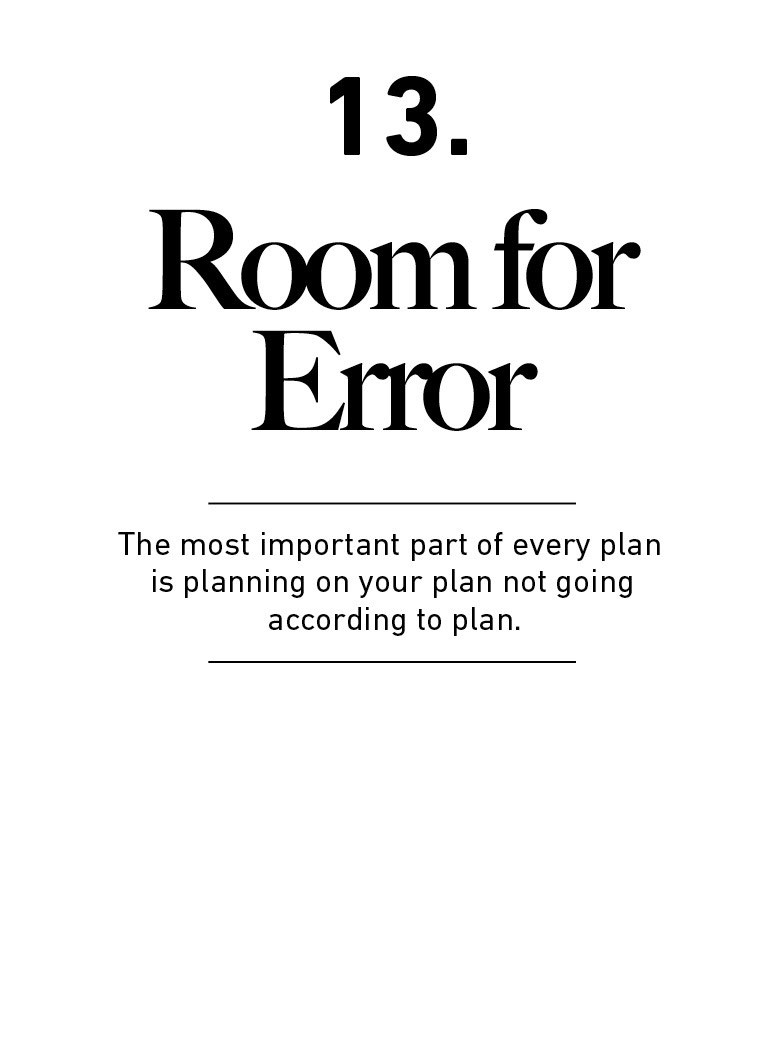 13.
Room for
Error
The most important part of every plan
is planning on your plan not going
according to plan.